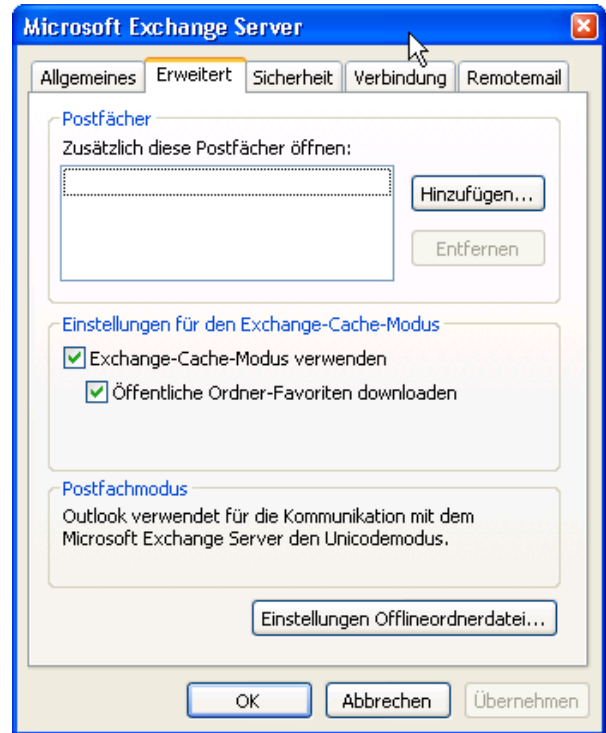 Microsoft Exchange Server
Allgemeines Erweitert Sicherheit Verbindung Remotemail
Postfächer
Zusätzlich diese Postfächer öffnen:
Hinzufügen...
Entfernen
Einstellungen für den Exchange-Cache-Modus
Exchange-Cache-Modus verwenden
Öffentliche Ordner-Favoriten downloaden
Postfachmodus
Outlook verwendet für die Kommunikation mit dem
Microsoft Exchange Server den Unicodemodus.
Einstellungen Offlineordnerdatei...
OK Abbrechen Übernehmen